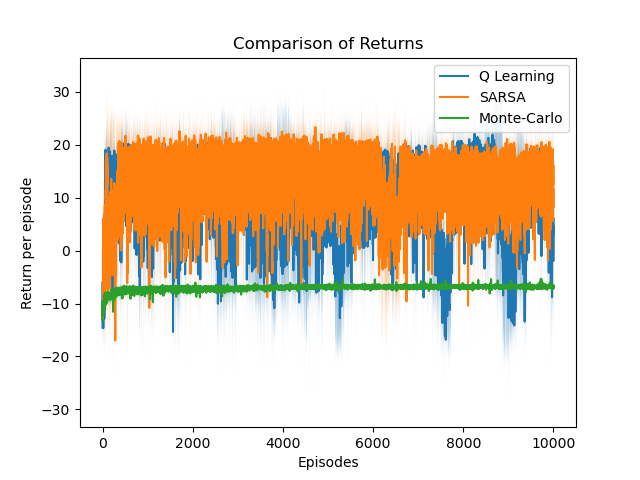 Comparison of Returns
Q Learning
SARSA
Monte-Carlo
Return per episode
30
20
10
0
−10
−20
−30
0
2000
4000
6000
8000
10000
Episodes